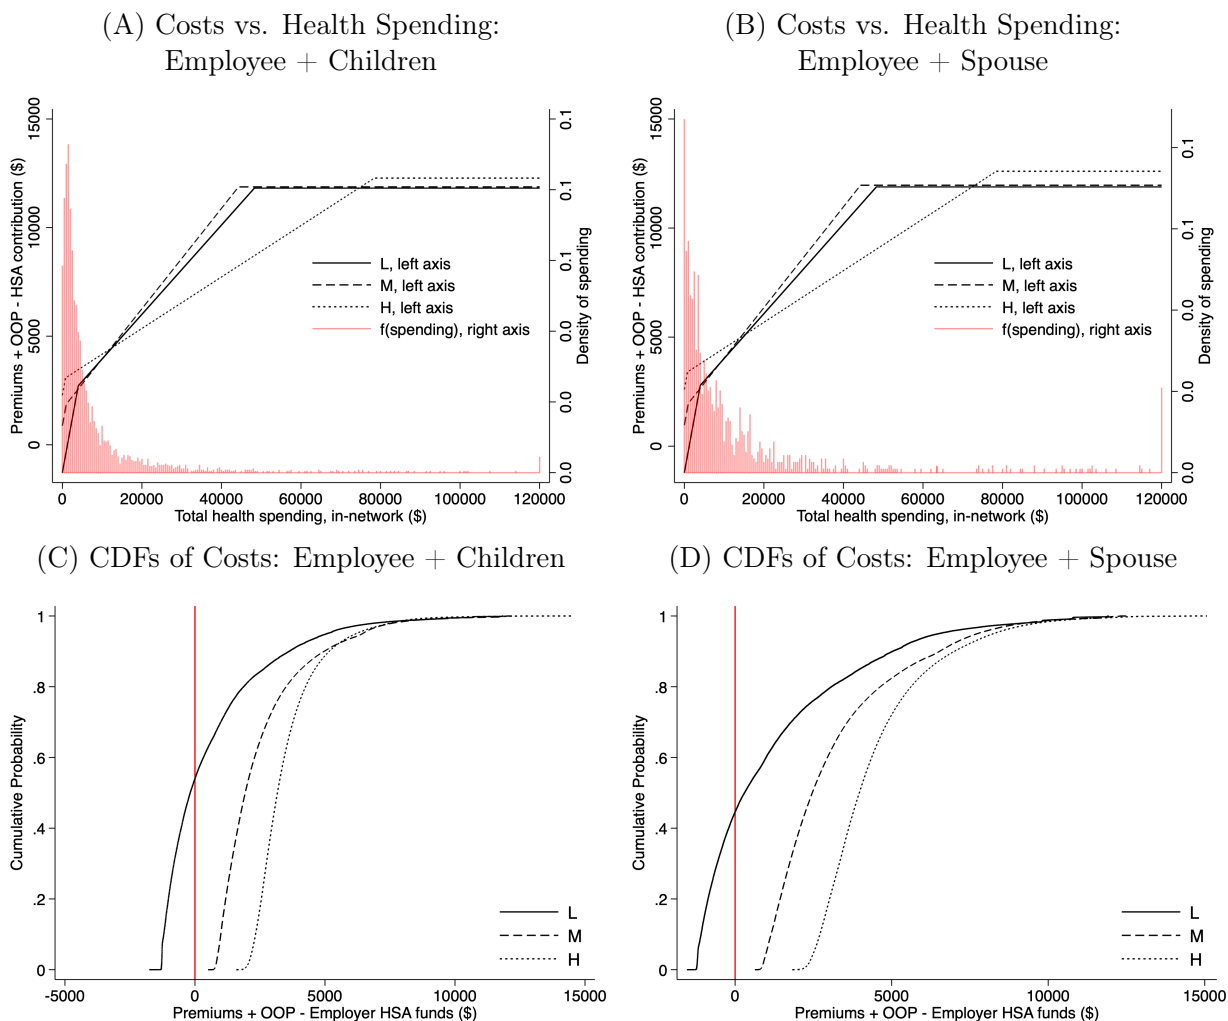 (A) Costs vs. Health Spending:
Employee + Children
15000
10000
5000
0
Premiums + OOP - HSA contribution ($)
0.1
0.1
0.1
0.0
0.0
0.0
Density of spending
L, left axis
M, left axis
H, left axis
f(spending), right axis
0 20000 40000 60000 80000 100000 120000
Total health spending, in-network ($)
(B) Costs vs. Health Spending:
Employee + Spouse
15000
10000
5000
0
Premiums + OOP - HSA contribution ($)
0.1
0.1
0.0
0.0
0.0
Density of spending
L, left axis
M, left axis
H, left axis
f(spending), right axis
0 20000 40000 60000 80000 100000 120000
Total health spending, in-network ($)
(C) CDFs of Costs: Employee + Children
1
.8
.6
.4
.2
0
Cumulative Probability
L
M
H
-5000 0 5000 10000 15000
Premiums + OOP - Employer HSA funds ($)
(D) CDFs of Costs: Employee + Spouse
1
.8
.6
.4
.2
0
Cumulative Probability
L
M
H
0 5000 10000 15000
Premiums + OOP - Employer HSA funds ($)